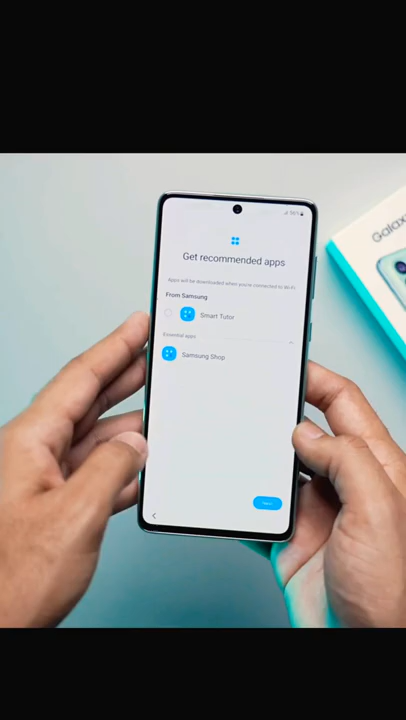 56%
Get recommended apps
Apps will be downloaded when you're connected to Wi-Fi.
From Samsung
Smart Tutor
Essential apps
Samsung Shop
Next
Galax